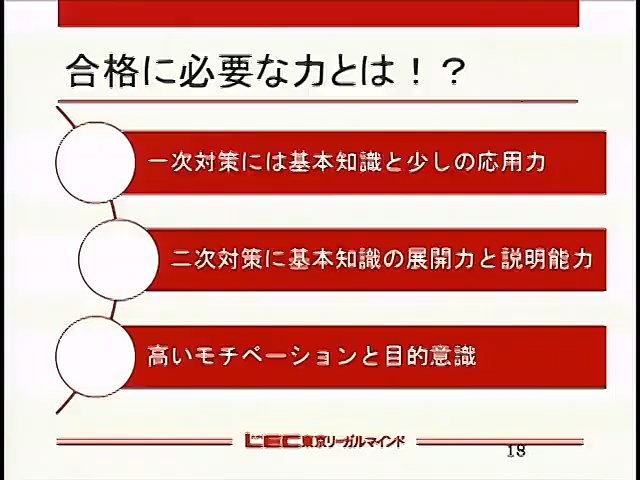 合格に必要な力とは！？
一次対策には基本知識と少しの応用力
二次対策に基本知識の展開力と説明能力
高いモチベーションと目的意識
LEC東京リーガルマインド
18